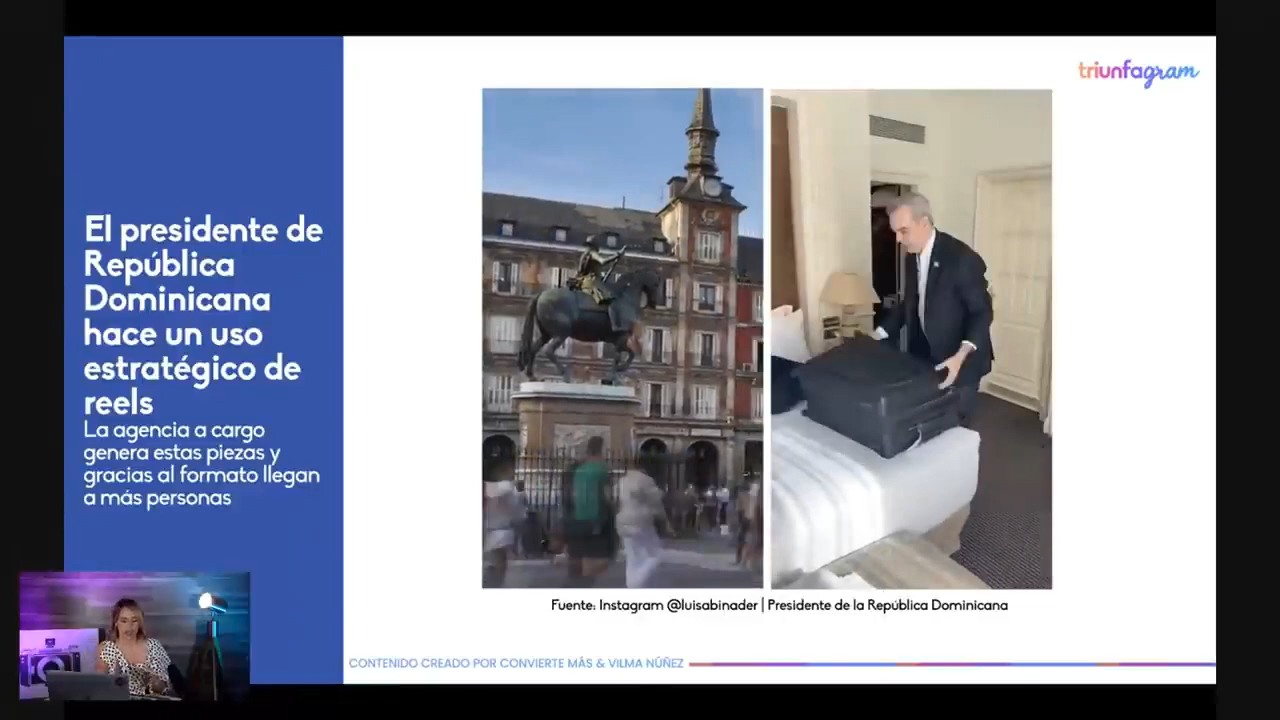 triunfagram
El presidente de
República
Dominicana
hace un uso
estratégico de
reels
La agencia a cargo
genera estas piezas y
gracias al formato llegan
a más personas
Fuente: Instagram @luisabinader | Presidente de la República Dominicana
CONTENIDO CREADO POR CONVIERTE MÁS & VILMA NÚÑEZ